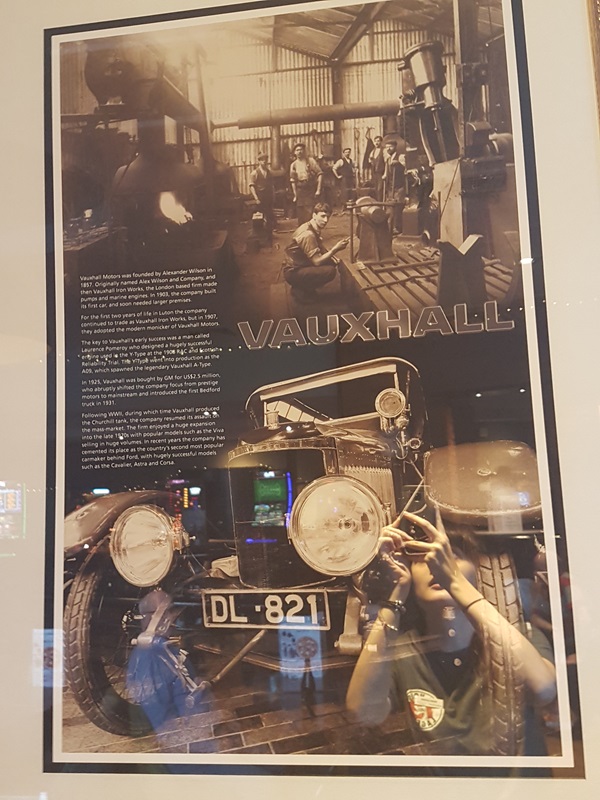 Vauxhall Motors was founded by Alexander Wilson in
1857. Originally named Alex Wilson and Company, and
then Vauxhall Iron Works, the London based firm made
pumps and marine engines. In 1903, the company built
its first car, and soon needed larger premises.
For the first two years of life in Luton the company
continued to trade as Vauxhall Iron Works, but in 1907,
they adopted the modern monicker of Vauxhall Motors.
The key to Vauxhall's early success was a man called
Laurence Pomeroy who designed a hugely successful
engine used in the Y-Type at the 1908 RAC and
Reliability Trial. The Y-Type went into production as the
A09, which spawned the legendary Vauxhall A-Type
In 1925, Vauxhall was bought by GM for US$2.5 million,
who abruptly shifted the company focus from prestige
motors to mainstream and introduced the first Bedford
truck in 1931.
Following WWII, during which time Vauxhall produced
the Churchill tank, the company resumed its assault on
the mass-market. The firm enjoyed a huge expansion
into the late 1970s with popular models such as the Viva
selling in huge volumes. In recent years the company has
cemented its place as the country's second most popular
carmaker behind Ford, with hugely successful models
such as the Cavalier, Astra and Corsa.
VAUXHALL
DL·821